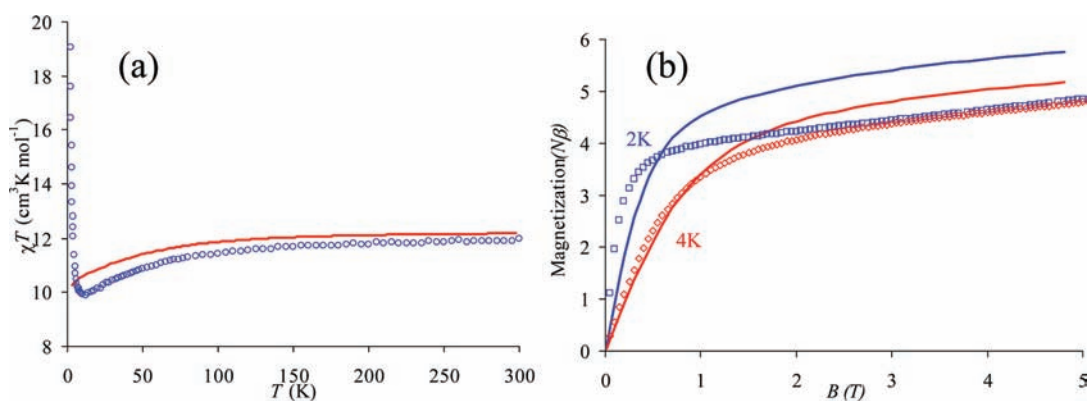 (a)
χT (cm³K mol⁻¹)
20
18
16
14
12
10
8
0 50 100 150 200 250 300
T (K)
(b)
Magnetization(Nβ)
6
5
4
3
2
1
0
2K
4K
0 1 2 3 4 5
B (T)